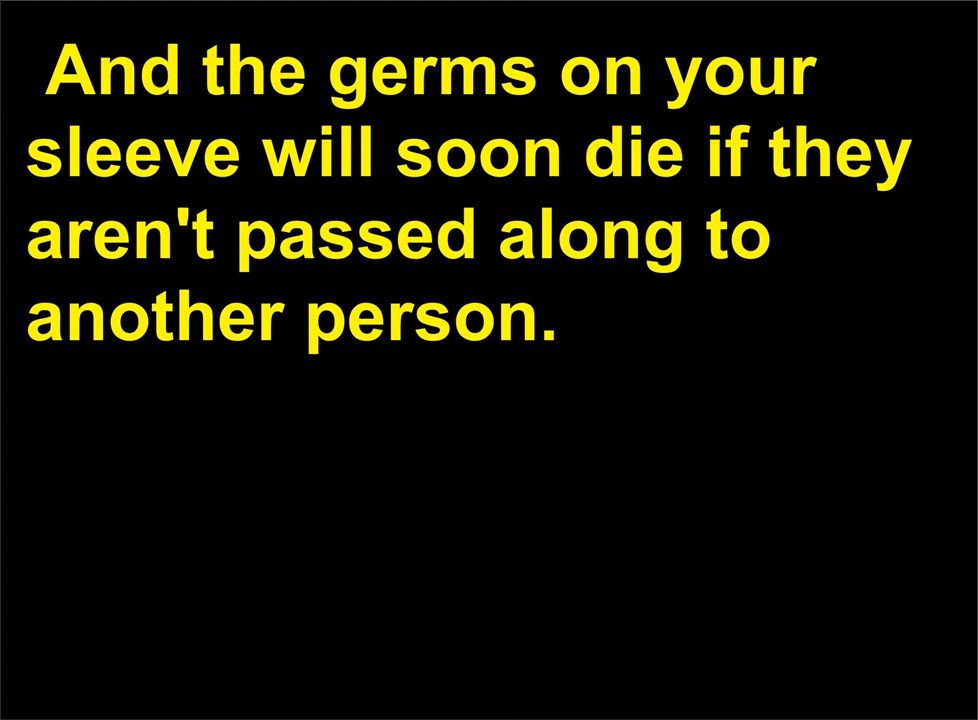 And the germs on your
sleeve will soon die if they
aren't passed along to
another person.